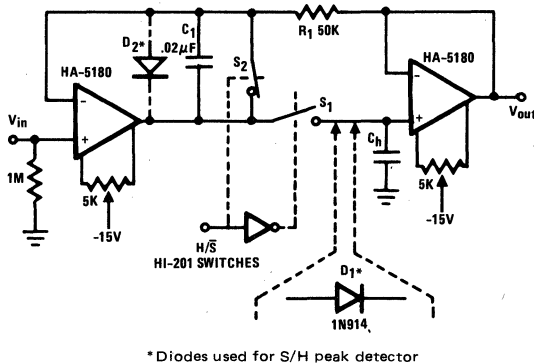 D2*
C1
.02μF
S2
R1 50K
HA-5180
HA-5180
-
+
-
+
S1
Vin
Vout
Ch
1M
5K
-15V
5K
-15V
H/S̅
HI-201 SWITCHES
D1*
1N914
*Diodes used for S/H peak detector